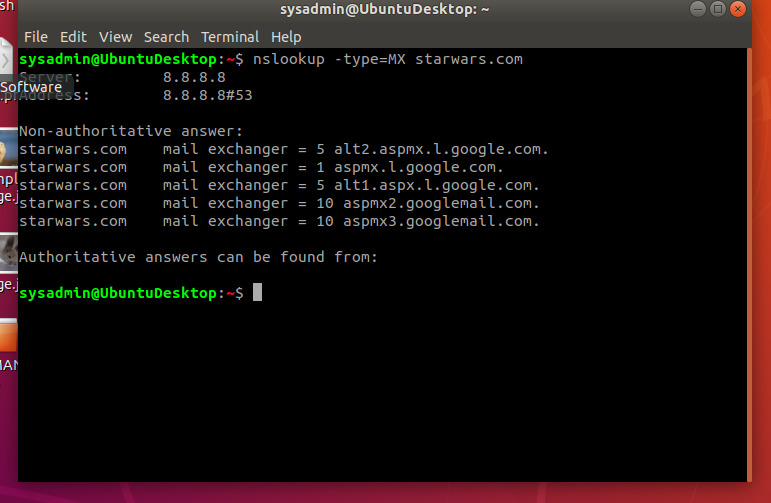 sysadmin@UbuntuDesktop: ~
File Edit View Search Terminal Help
sysadmin@UbuntuDesktop:~$ nslookup -type=MX starwars.com
Server: 8.8.8.8
Software
Address: 8.8.8.8#53
Non-authoritative answer:
starwars.com mail exchanger = 5 alt2.aspmx.l.google.com.
starwars.com mail exchanger = 1 aspmx.l.google.com.
starwars.com mail exchanger = 5 alt1.aspx.l.google.com.
starwars.com mail exchanger = 10 aspmx2.googlemail.com.
starwars.com mail exchanger = 10 aspmx3.googlemail.com.
Authoritative answers can be found from:
sysadmin@UbuntuDesktop:~$